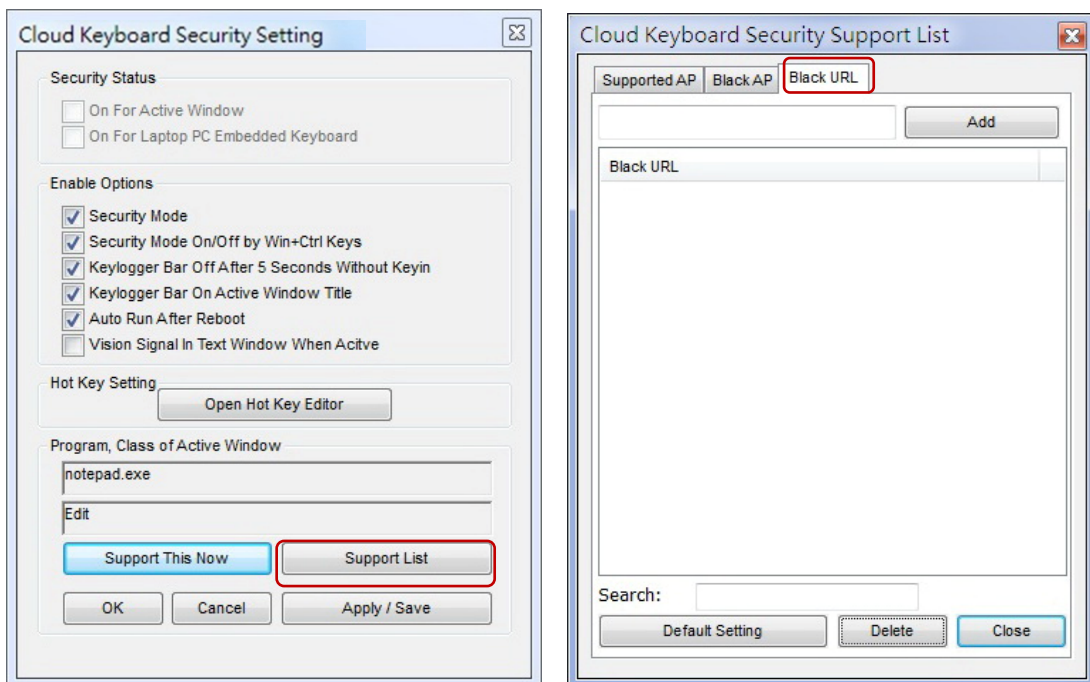 Cloud Keyboard Security Setting
Security Status
On For Active Window
On For Laptop PC Embedded Keyboard
Enable Options
Security Mode
Security Mode On/Off by Win+Ctrl Keys
Keylogger Bar Off After 5 Seconds Without Keyin
Keylogger Bar On Active Window Title
Auto Run After Reboot
Vision Signal In Text Window When Acitve
Hot Key Setting
Open Hot Key Editor
Program, Class of Active Window
notepad.exe
Edit
Support This Now Support List
OK Cancel Apply / Save
Cloud Keyboard Security Support List
Supported AP Black AP Black URL
Add
Black URL
Search:
Default Setting Delete Close